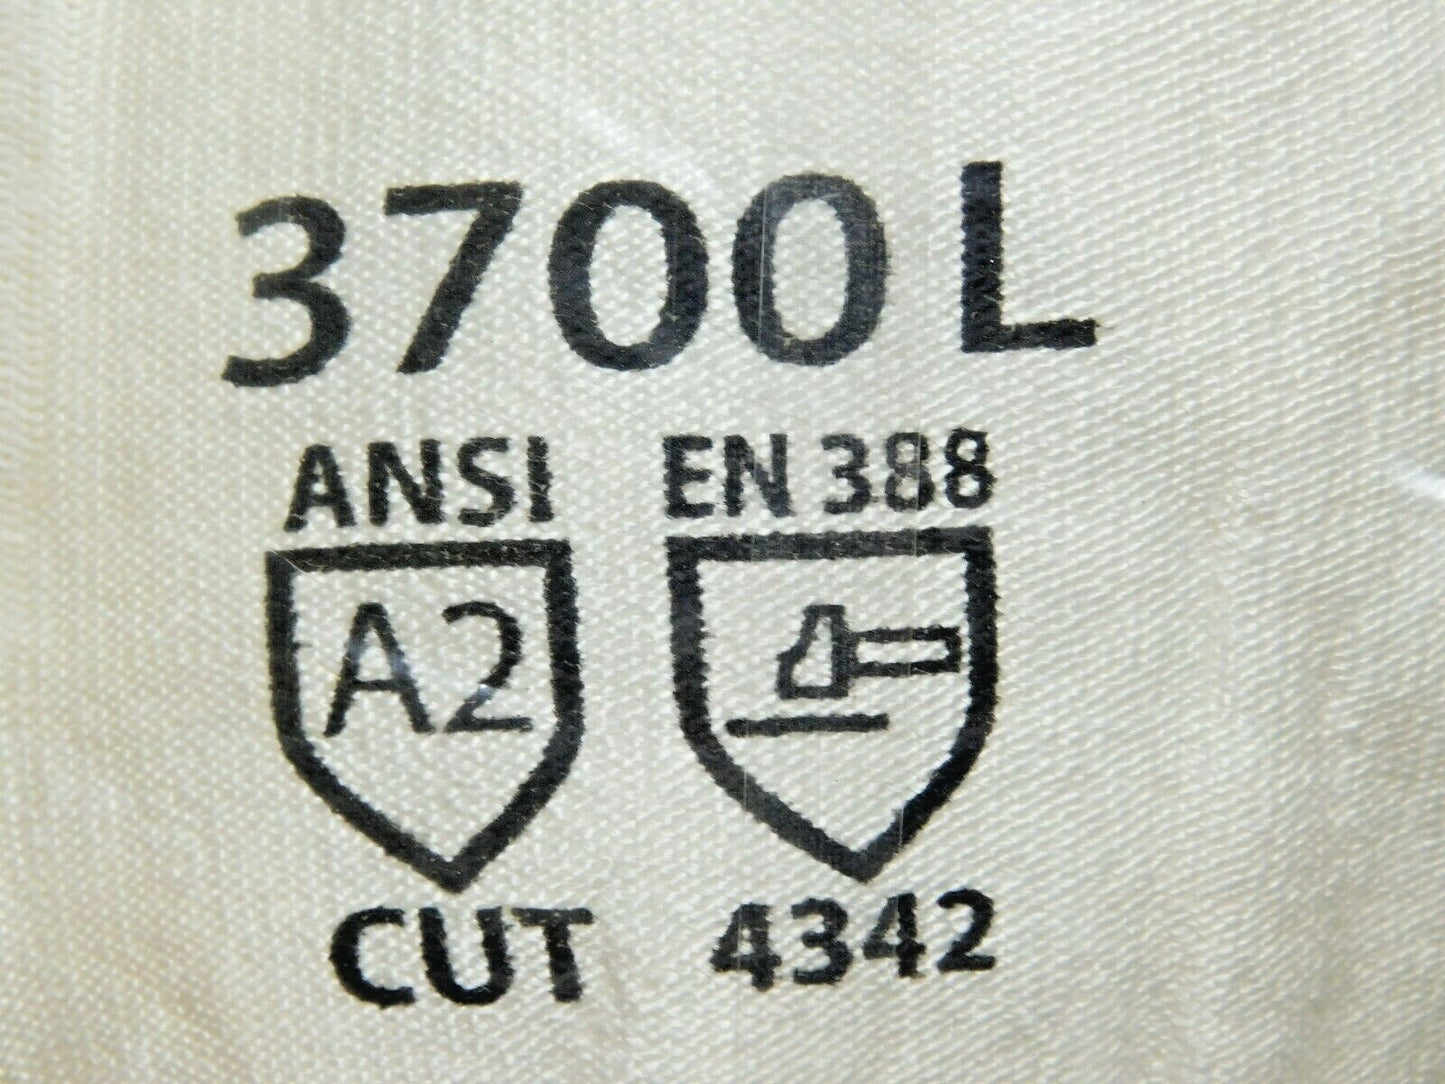 3700 L
ANSI EN 388
A2
CUT 4342